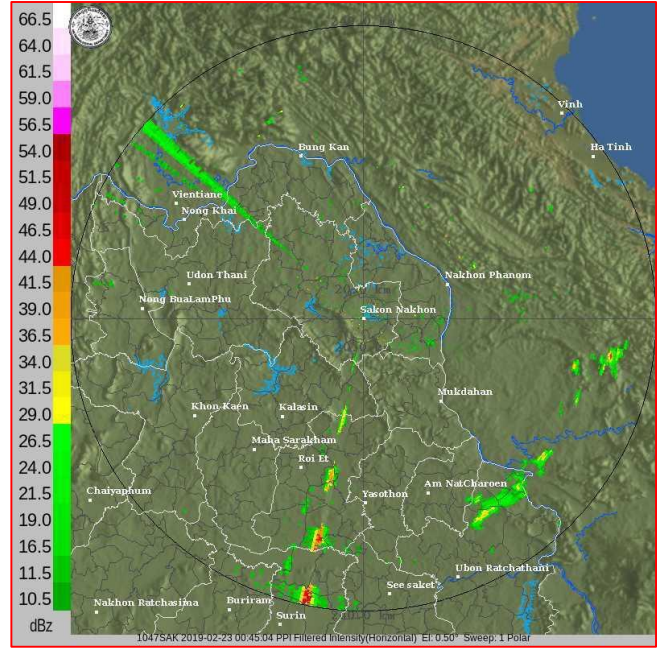 66.5
64.0
61.5
59.0
56.5
54.0
51.5
49.0
46.5
44.0
41.5
39.0
36.5
34.0
31.5
29.0
26.5
24.0
21.5
19.0
16.5
11.5
10.5
dBz
Vinh
Ha Tinh
Bung Kan
Vientiane
Nong Khai
Udon Thani
Nakhon Phanom
Nong BuaLamPhu
Sakon Nakhon
Mukdahan
Khon-Kaen
Kalasin
Maha Sarakham
Roi Et
Chaiyaphum
Yasothon
Am NatCharoen
Ubon Ratchathani
See saket
Nakhon Ratchasima
Buriram
Surin
1047SAK 2019-02-23 00:45:04 PPI Filtered Intensity(Horizontal) El: 0.50° Sweep: 1 Polar